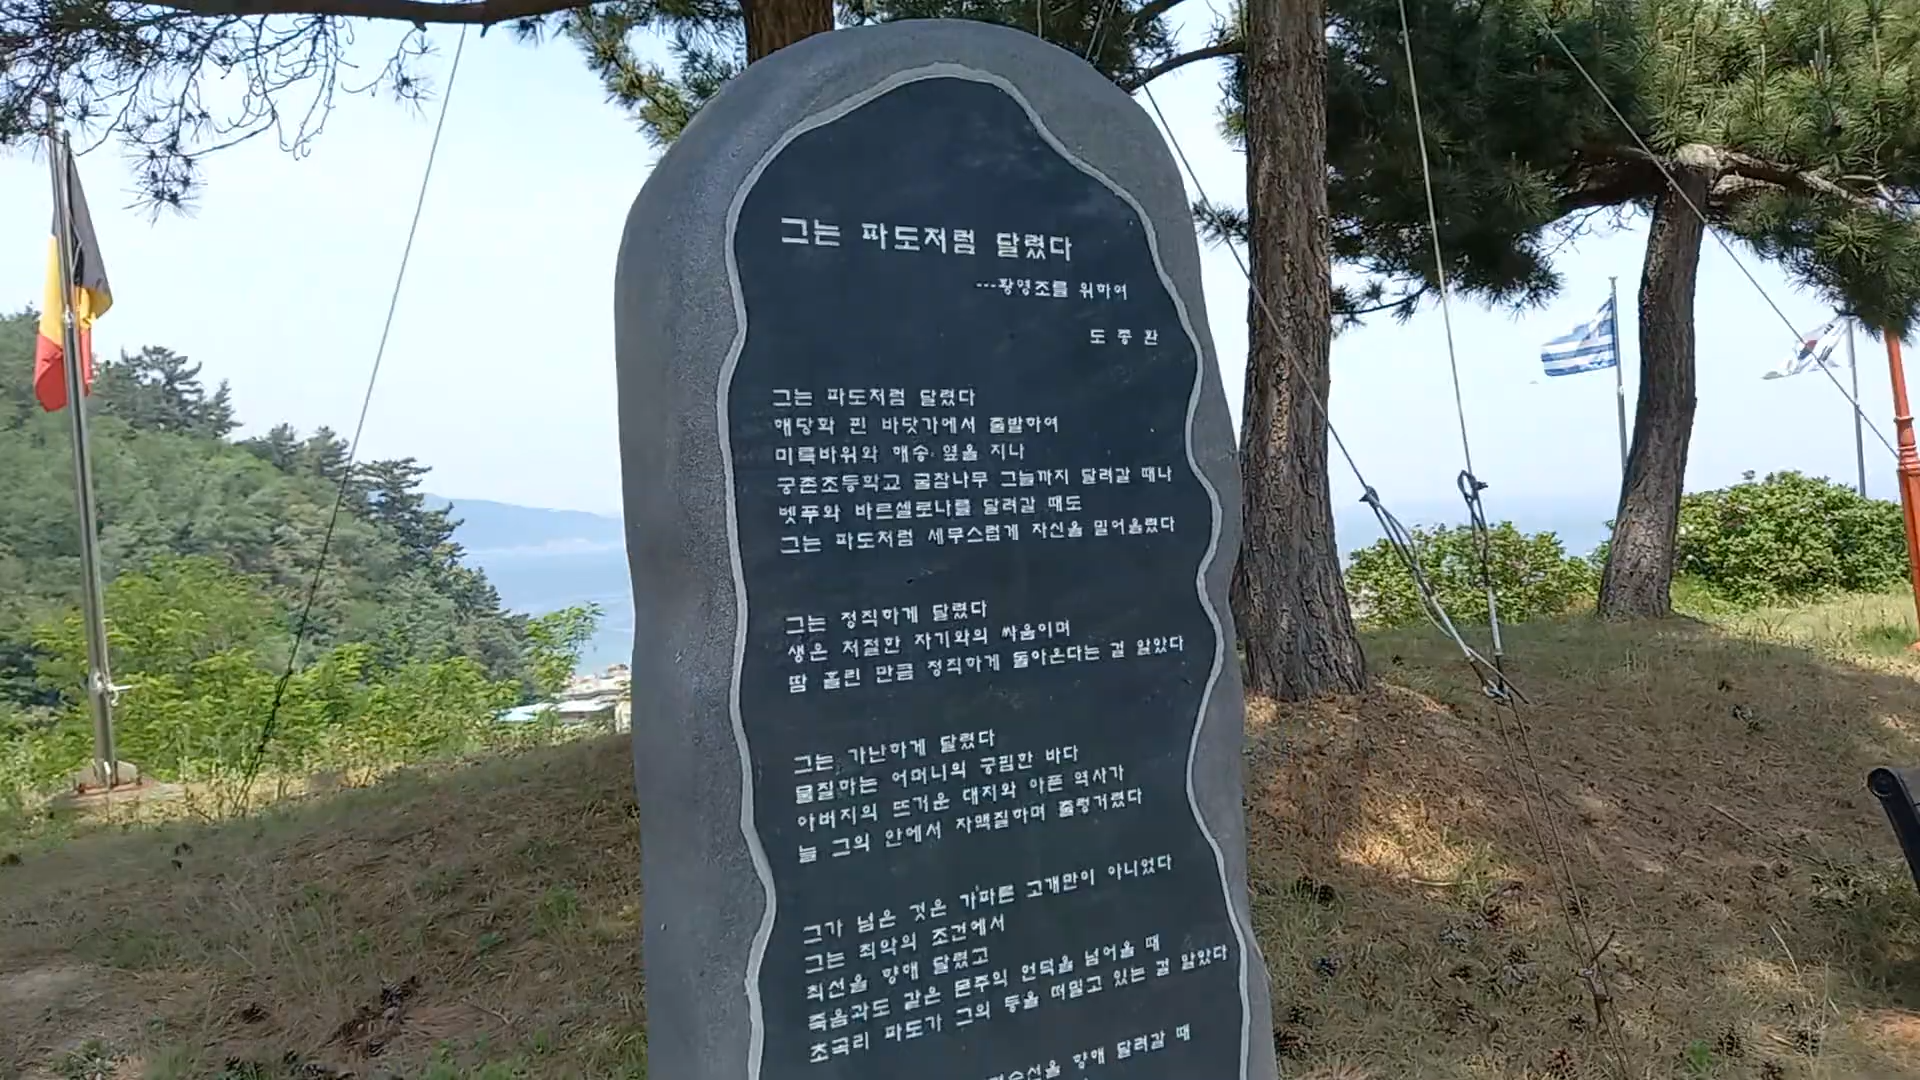 그는 파도처럼 달렸다
---황영조를 위하여
도종환
그는 파도처럼 달렸다
해당화 핀 바닷가에서 출발하여
미륵바위와 해송 옆을 지나
궁촌초등학교 굴참나무 그늘까지 달려갈 때나
벳푸와 바르셀로나를 달려갈 때도
그는 파도처럼 세무스럽게 자신을 밀어올렸다
그는 정직하게 달렸다
생은 처절한 자기와의 싸움이며
땀 흘린 만큼 정직하게 돌아온다는 걸 알았다
그는 가난하게 달렸다
물질하는 어머니의 궁핍한 바다
아버지의 뜨거운 대지와 아픈 역사가
늘 그의 안에서 자맥질하며 출렁거렸다
그가 넘은 것은 가파른 고개만이 아니었다
그는 최악의 조건에서
최선을 향해 달렸고
죽음과도 같은 몬주의 언덕을 넘어올 때
초곡리 파도가 그의 등을 떠밀고 있는 걸 알았다
향해 달려갈 때